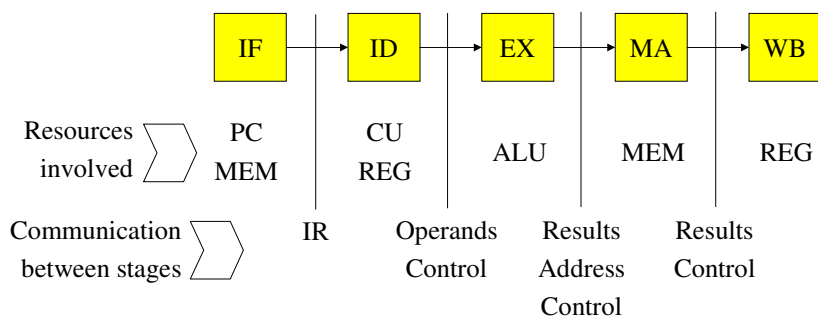 IF ID EX MA WB
Resources involved
PC MEM
CU REG
ALU
MEM
REG
Communication between stages
IR
Operands Control
Results Address Control
Results Control